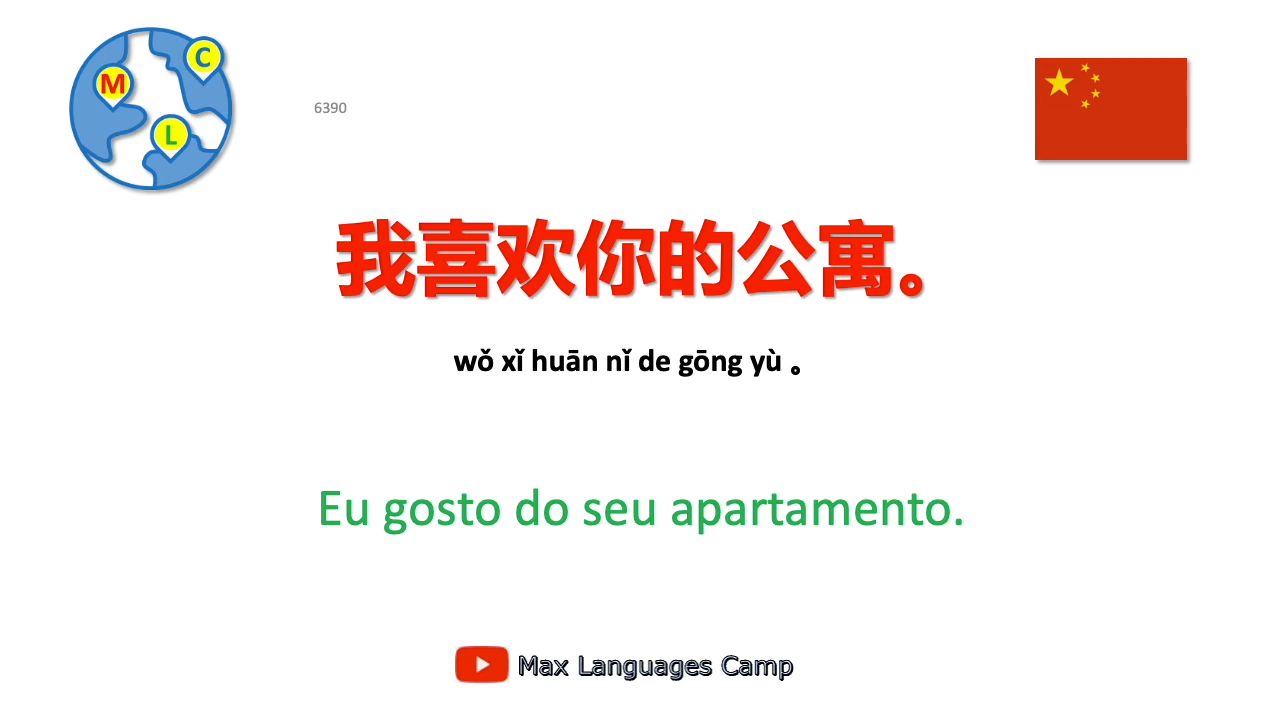 C
M
L
6390
我喜欢你的公寓。
wǒ xǐ huān nǐ de gōng yù 。
Eu gosto do seu apartamento.
Max Languages Camp